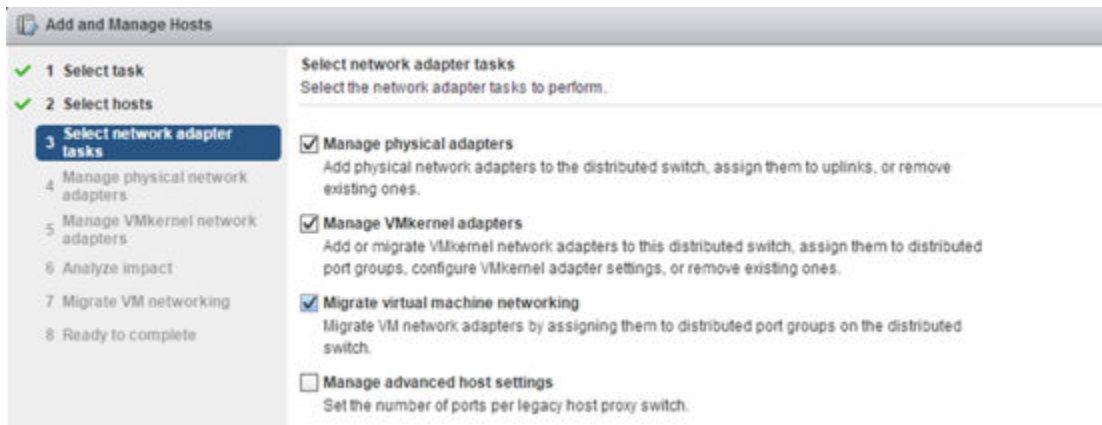 Add and Manage Hosts
1 Select task
2 Select hosts
3 Select network adapter
tasks
4 Manage physical network
adapters
5 Manage VMkernel network
adapters
6 Analyze impact
7 Migrate VM networking
8 Ready to complete
Select network adapter tasks
Select the network adapter tasks to perform.
Manage physical adapters
Add physical network adapters to the distributed switch, assign them to uplinks, or remove
existing ones.
Manage VMkernel adapters
Add or migrate VMkernel network adapters to this distributed switch, assign them to distributed
port groups, configure VMkernel adapter settings, or remove existing ones.
Migrate virtual machine networking
Migrate VM network adapters by assigning them to distributed port groups on the distributed
switch.
Manage advanced host settings
Set the number of ports per legacy host proxy switch.